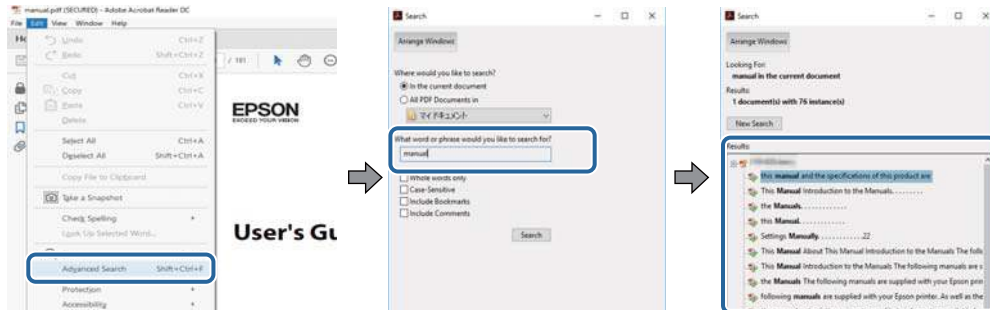 manual.pdf (SECURED) - Adobe Acrobat Reader DC
File Edit View Window Help
Undo Ctrl+Z
Redo Shift+Ctrl+Z
Cut Ctrl+X
Copy Ctrl+C
Paste Ctrl+V
Delete
Select All Ctrl+A
Deselect All Shift+Ctrl+A
Copy File to Clipboard
Take a Snapshot
Check Spelling
Look Up Selected Word...
Advanced Search Shift+Ctrl+F
Protection
Accessibility
/ 181
EPSON
EXCEED YOUR VISION
User's Gu
Search
Arrange Windows
Where would you like to search?
In the current document
All PDF Documents in
マイ ドキュメント
What word or phrase would you like to search for?
manual
Whole words only
Case-Sensitive
Include Bookmarks
Include Comments
Search
Search
Arrange Windows
Looking For:
manual in the current document
Results:
1 document(s) with 76 instance(s)
New Search
Results:
this manual and the specifications of this product are
This Manual Introduction to the Manuals. . . . . . . . .
the Manuals. . . . . . . . . . . . .
this Manual. . . . . . . . . . . . .
Settings Manually. . . . . . . . . . . . .22
This Manual About This Manual Introduction to the Manuals The follo
This Manual Introduction to the Manuals The following manuals are s
the Manuals The following manuals are supplied with your Epson prin
following manuals are supplied with your Epson printer. As well as the